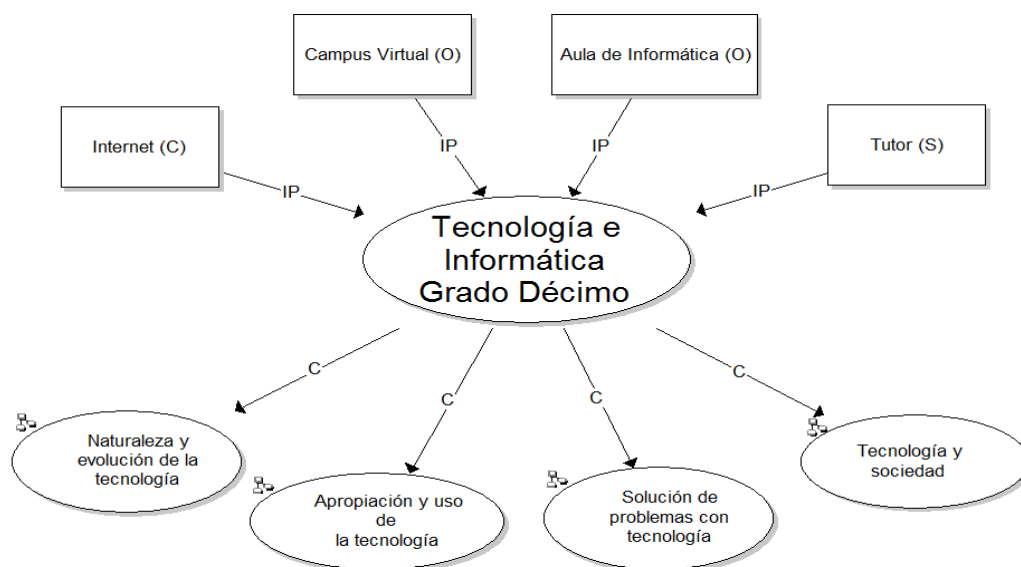 Campus Virtual (O)
Aula de Informática (O)
Internet (C)
Tutor (S)
IP
IP
IP
IP
Tecnología e
Informática
Grado Décimo
C
C
C
C
Naturaleza y
evolución de la
tecnología
Apropiación y uso
de
la tecnología
Solución de
problemas con
tecnología
Tecnología y
sociedad